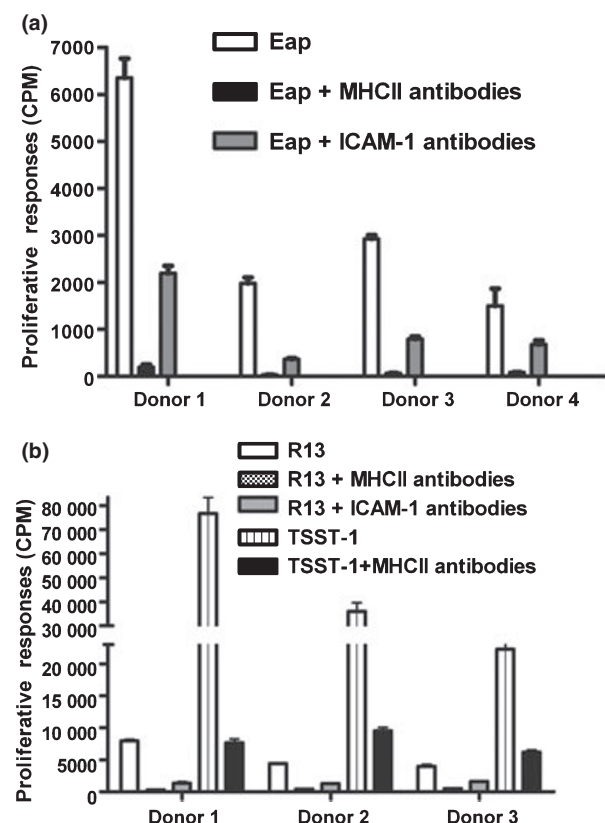 (a)
Proliferative responses (CPM)
7000
6000
5000
4000
3000
2000
1000
0
Eap
Eap + MHCII antibodies
Eap + ICAM-1 antibodies
Donor 1 Donor 2 Donor 3 Donor 4
(b)
Proliferative responses (CPM)
80 000
70 000
60 000
50 000
40 000
30 000
20 000
15 000
10 000
5000
0
R13
R13 + MHCII antibodies
R13 + ICAM-1 antibodies
TSST-1
TSST-1+MHCII antibodies
Donor 1 Donor 2 Donor 3